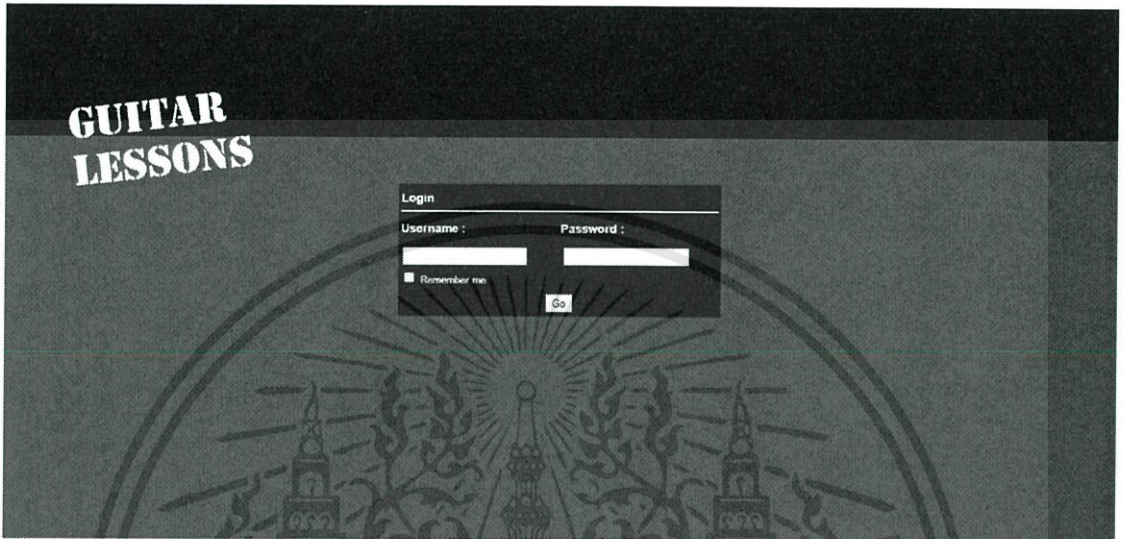 GUITAR
LESSONS
Login
Username : Password :
Remember me
Go